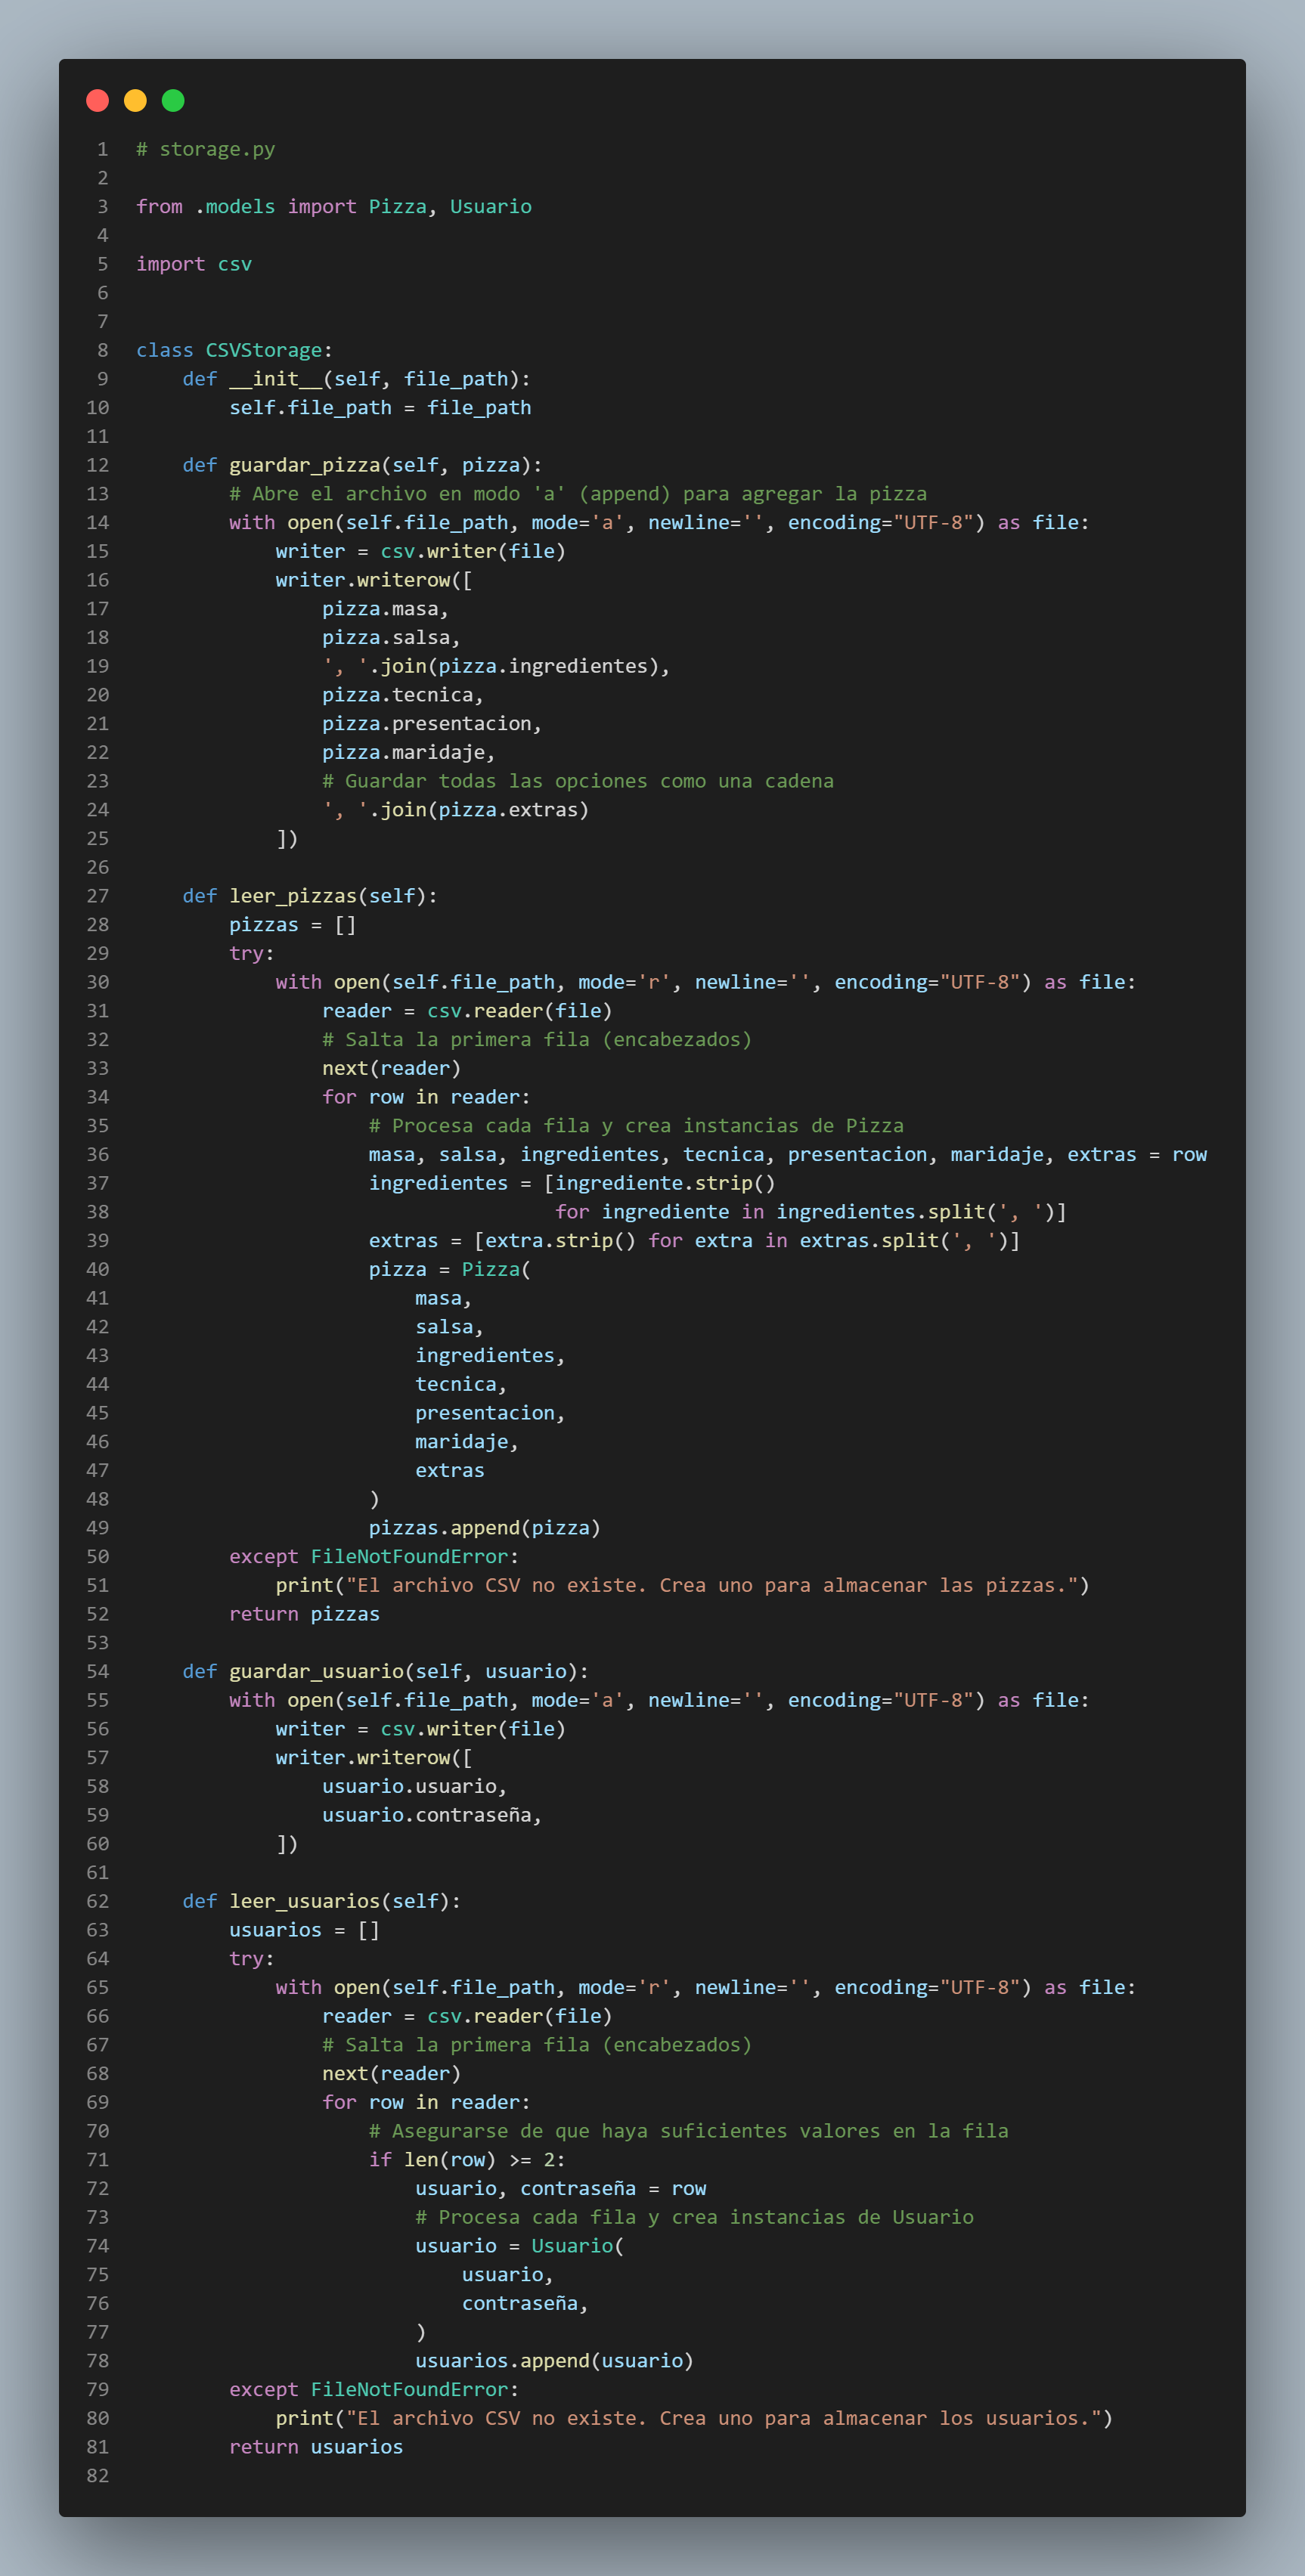 1 # storage.py
2
3 from .models import Pizza, Usuario
4
5 import csv
6
7
8 class CSVStorage:
9     def __init__(self, file_path):
10         self.file_path = file_path
11
12     def guardar_pizza(self, pizza):
13         # Abre el archivo en modo 'a' (append) para agregar la pizza
14         with open(self.file_path, mode='a', newline='', encoding="UTF-8") as file:
15             writer = csv.writer(file)
16             writer.writerow([
17                 pizza.masa,
18                 pizza.salsa,
19                 ', '.join(pizza.ingredientes),
20                 pizza.tecnica,
21                 pizza.presentacion,
22                 pizza.maridaje,
23                 # Guardar todas las opciones como una cadena
24                 ', '.join(pizza.extras)
25             ])
26
27     def leer_pizzas(self):
28         pizzas = []
29         try:
30             with open(self.file_path, mode='r', newline='', encoding="UTF-8") as file:
31                 reader = csv.reader(file)
32                 # Salta la primera fila (encabezados)
33                 next(reader)
34                 for row in reader:
35                     # Procesa cada fila y crea instancias de Pizza
36                     masa, salsa, ingredientes, tecnica, presentacion, maridaje, extras = row
37                     ingredientes = [ingrediente.strip()
38                                     for ingrediente in ingredientes.split(', ')]
39                     extras = [extra.strip() for extra in extras.split(', ')]
40                     pizza = Pizza(
41                         masa,
42                         salsa,
43                         ingredientes,
44                         tecnica,
45                         presentacion,
46                         maridaje,
47                         extras
48                     )
49                     pizzas.append(pizza)
50         except FileNotFoundError:
51             print("El archivo CSV no existe. Crea uno para almacenar las pizzas.")
52         return pizzas
53
54     def guardar_usuario(self, usuario):
55         with open(self.file_path, mode='a', newline='', encoding="UTF-8") as file:
56             writer = csv.writer(file)
57             writer.writerow([
58                 usuario.usuario,
59                 usuario.contraseña,
60             ])
61
62     def leer_usuarios(self):
63         usuarios = []
64         try:
65             with open(self.file_path, mode='r', newline='', encoding="UTF-8") as file:
66                 reader = csv.reader(file)
67                 # Salta la primera fila (encabezados)
68                 next(reader)
69                 for row in reader:
70                     # Asegurarse de que haya suficientes valores en la fila
71                     if len(row) >= 2:
72                         usuario, contraseña = row
73                         # Procesa cada fila y crea instancias de Usuario
74                         usuario = Usuario(
75                             usuario,
76                             contraseña,
77                         )
78                         usuarios.append(usuario)
79         except FileNotFoundError:
80             print("El archivo CSV no existe. Crea uno para almacenar los usuarios.")
81         return usuarios
82